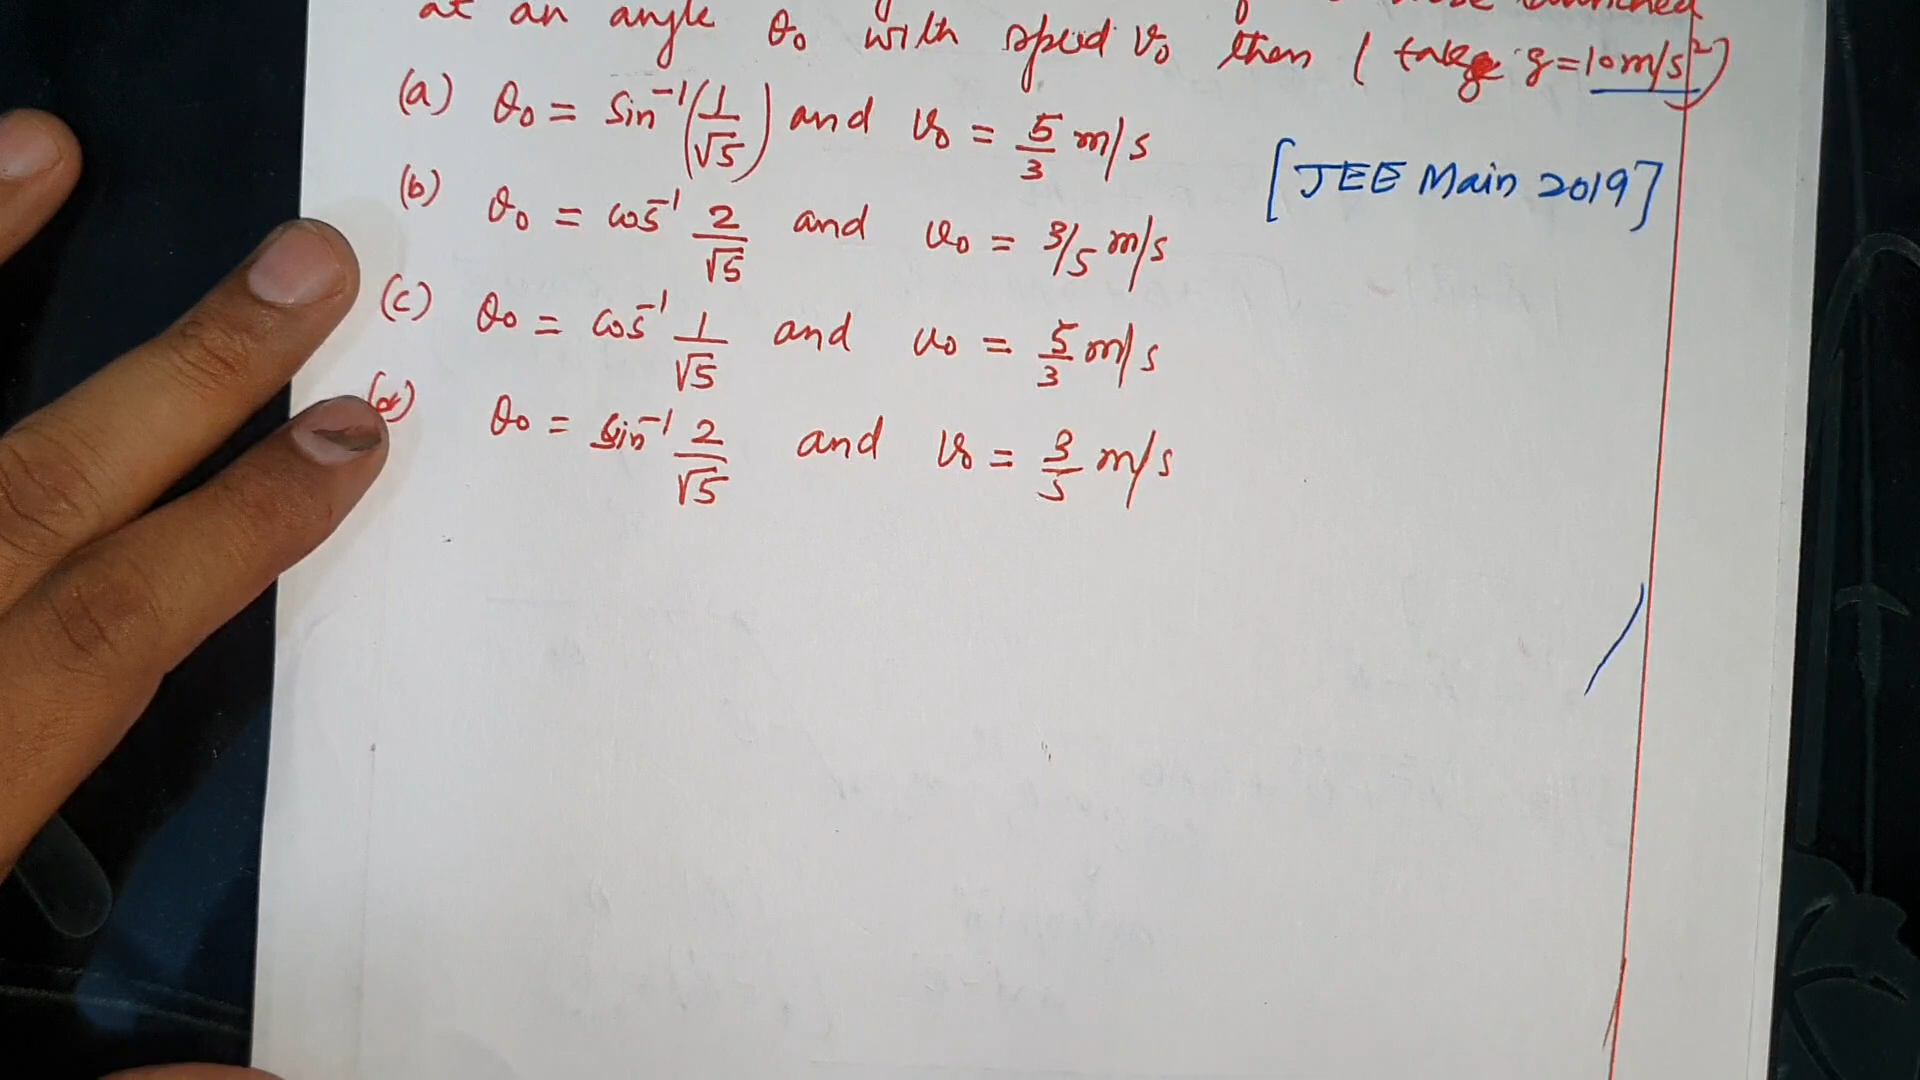 at an angle θ₀ with speed v₀ then ( take g = 10 m/s²)
(a) θ₀ = Sin⁻¹(1/√5) and v₀ = 5/3 m/s
[JEE Main 2019]
(b) θ₀ = cos⁻¹ 2/√5 and v₀ = 3/5 m/s
(c) θ₀ = cos⁻¹ 1/√5 and v₀ = 5/3 m/s
(d) θ₀ = sin⁻¹ 2/√5 and v₀ = 3/5 m/s